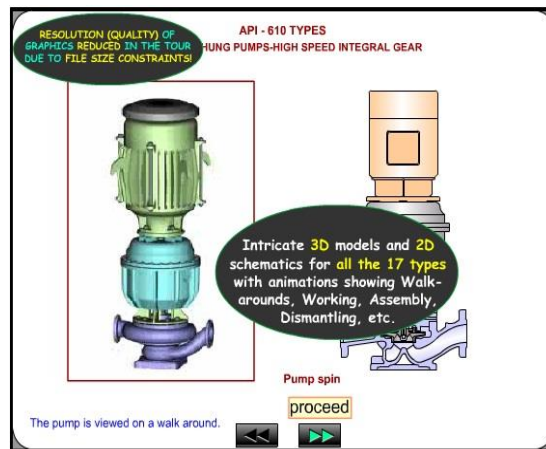 RESOLUTION (QUALITY) OF
GRAPHICS REDUCED IN THE TOUR
DUE TO FILE SIZE CONSTRAINTS!
API - 610 TYPES
HUNG PUMPS-HIGH SPEED INTEGRAL GEAR
Intricate 3D models and 2D
schematics for all the 17 types
with animations showing Walk-
arounds, Working, Assembly,
Dismantling, etc.
Pump spin
proceed
The pump is viewed on a walk around.